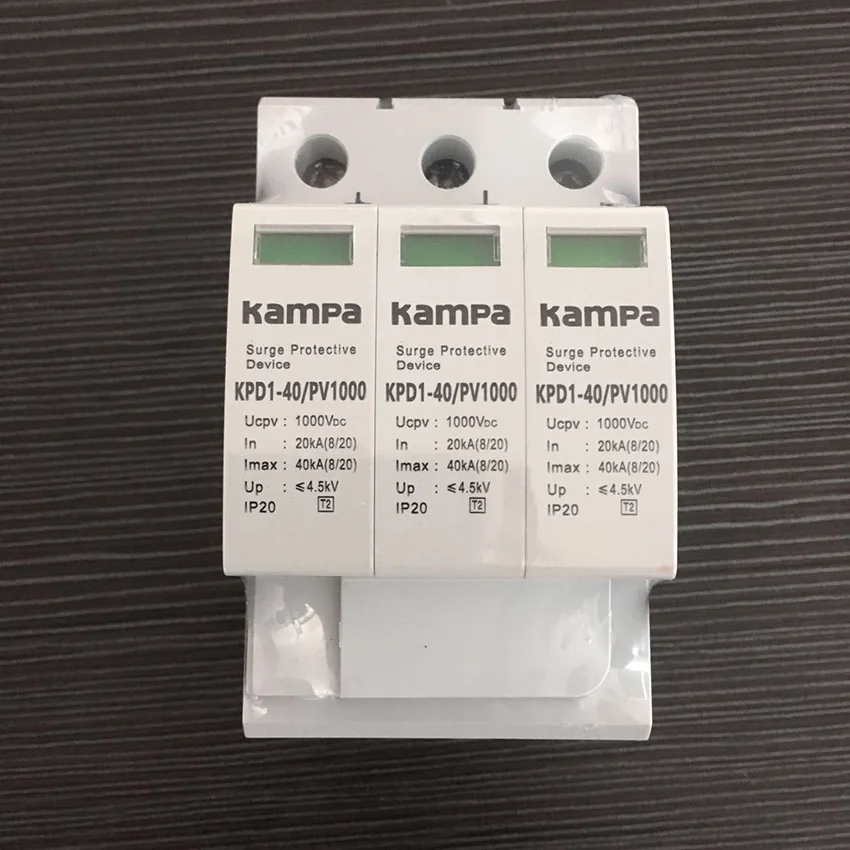 Kampa
Surge Protective
Device
KPD1-40/PV1000
Ucpv : 1000VDC
In : 20kA(8/20)
Imax : 40kA(8/20)
Up : ≤4.5kV
IP20 T2
Kampa
Surge Protective
Device
KPD1-40/PV1000
Ucpv : 1000VDC
In : 20kA(8/20)
Imax : 40kA(8/20)
Up : ≤4.5kV
IP20 T2
Kampa
Surge Protective
Device
KPD1-40/PV1000
Ucpv : 1000VDC
In : 20kA(8/20)
Imax : 40kA(8/20)
Up : ≤4.5kV
IP20 T2